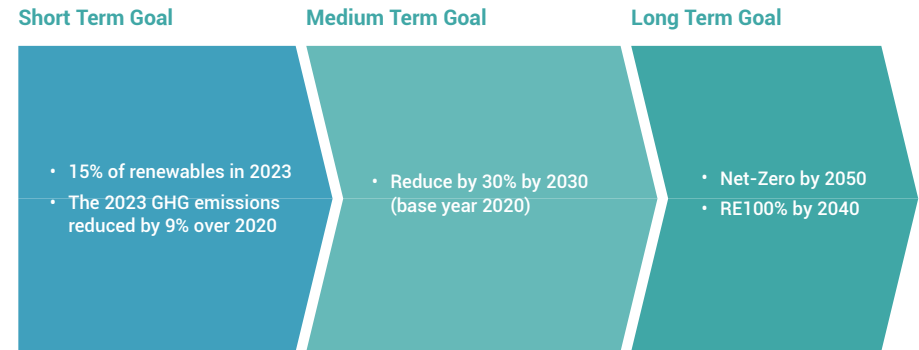 Short Term Goal
Medium Term Goal
Long Term Goal
• 15% of renewables in 2023
• The 2023 GHG emissions
reduced by 9% over 2020
• Reduce by 30% by 2030
(base year 2020)
• Net-Zero by 2050
• RE100% by 2040